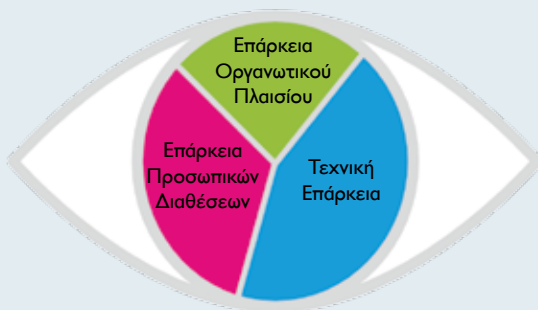 Επάρκεια
Οργανωτικού
Πλαισίου
Επάρκεια
Προσωπικών
Διαθέσεων
Τεχνική
Επάρκεια